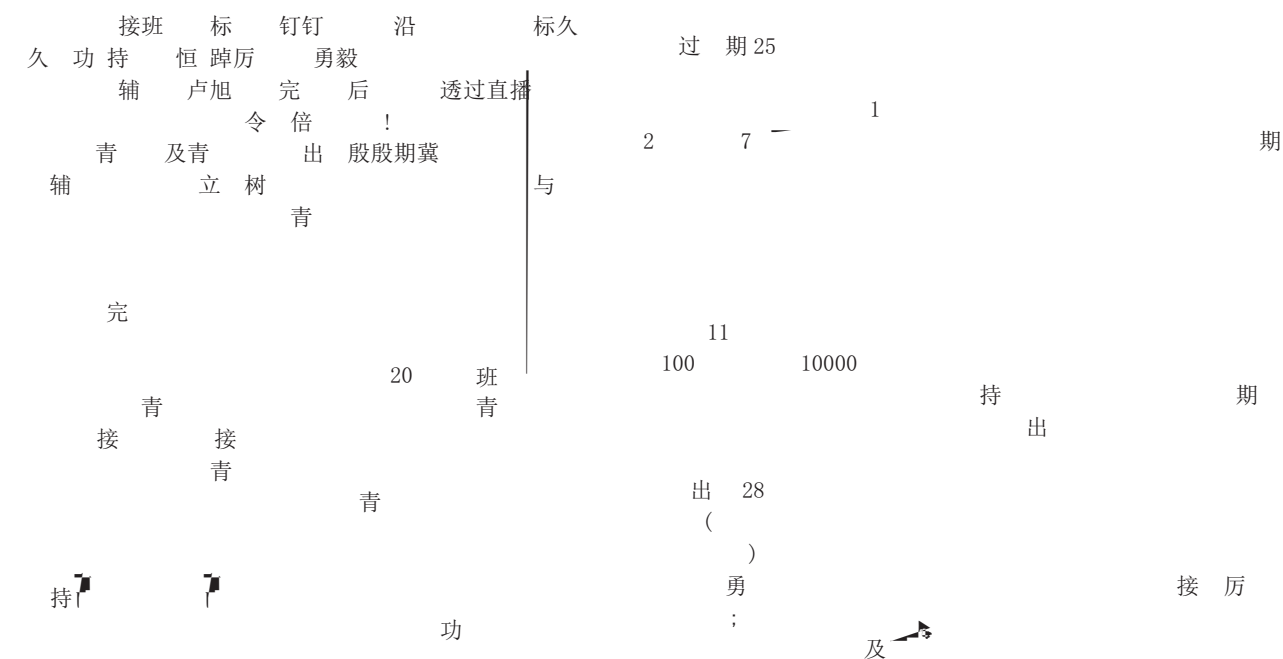 接班 标 钉钉 沿 标久
久 功 持 恒 踔厉 勇毅
辅 卢旭 完 后 透过直播
令 倍 !
青 及青 出 殷殷期冀
辅 立 树 与
青
完
20 班
青 青
接 接
青
青
持
功
过 期 25
1
2 7 期
11
100 10000
持 期
出
出 28
(
)
勇 接 厉
;
及